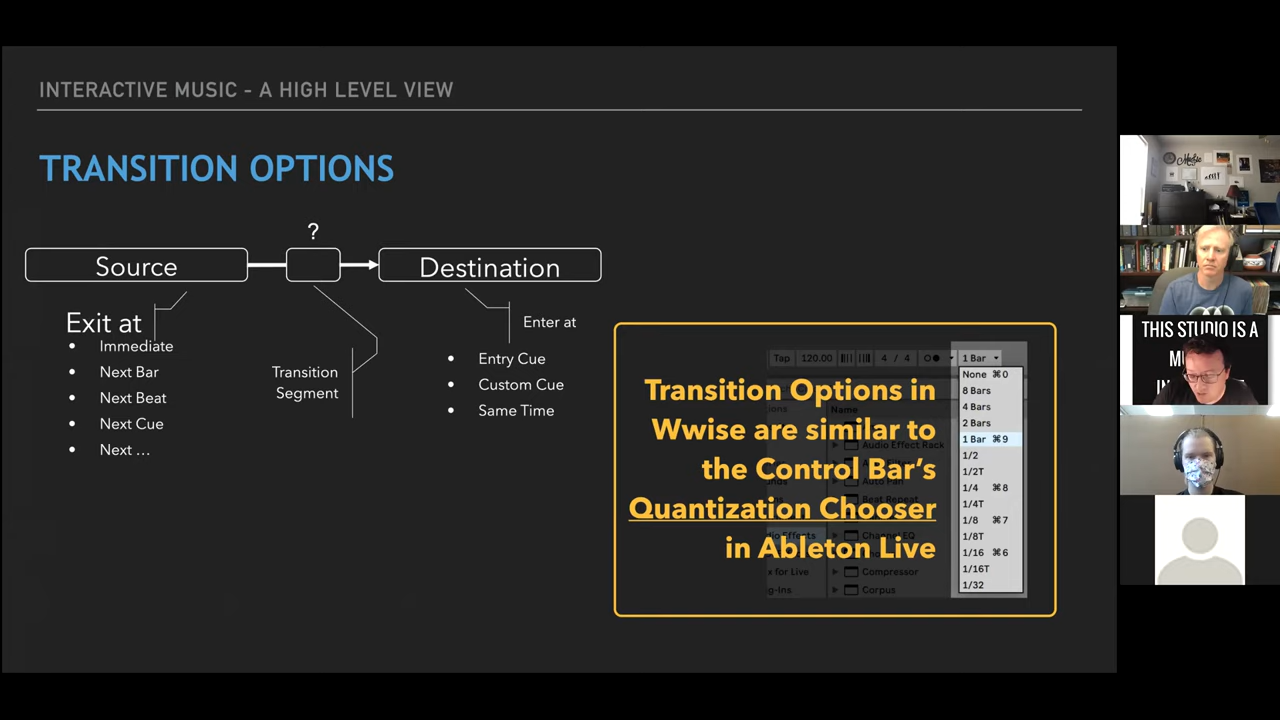 INTERACTIVE MUSIC - A HIGH LEVEL VIEW
TRANSITION OPTIONS
?
Source
Destination
Exit at
• Immediate
• Next Bar
• Next Beat
• Next Cue
• Next …
Transition
Segment
Enter at
• Entry Cue
• Custom Cue
• Same Time
Transition Options in
Wwise are similar to
the Control Bar’s
Quantization Chooser
in Ableton Live
Tap 120.00 4 / 4 1 Bar
None ⌘0
8 Bars
4 Bars
2 Bars
1 Bar ⌘9
1/2
1/2T
1/4 ⌘8
1/4T
1/8 ⌘7
1/8T
1/16 ⌘6
1/16T
1/32
Name
Audio Effect Rack
Auto Pan
Beat Repeat
Channel EQ
Compressor
Corpus
x for Live
Music
THIS STUDIO IS A